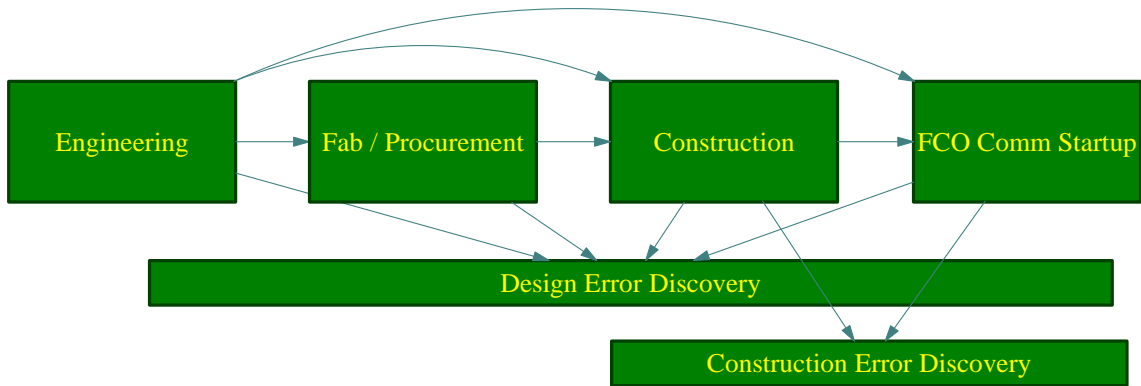 Engineering
Fab / Procurement
Construction
FCO Comm Startup
Design Error Discovery
Construction Error Discovery